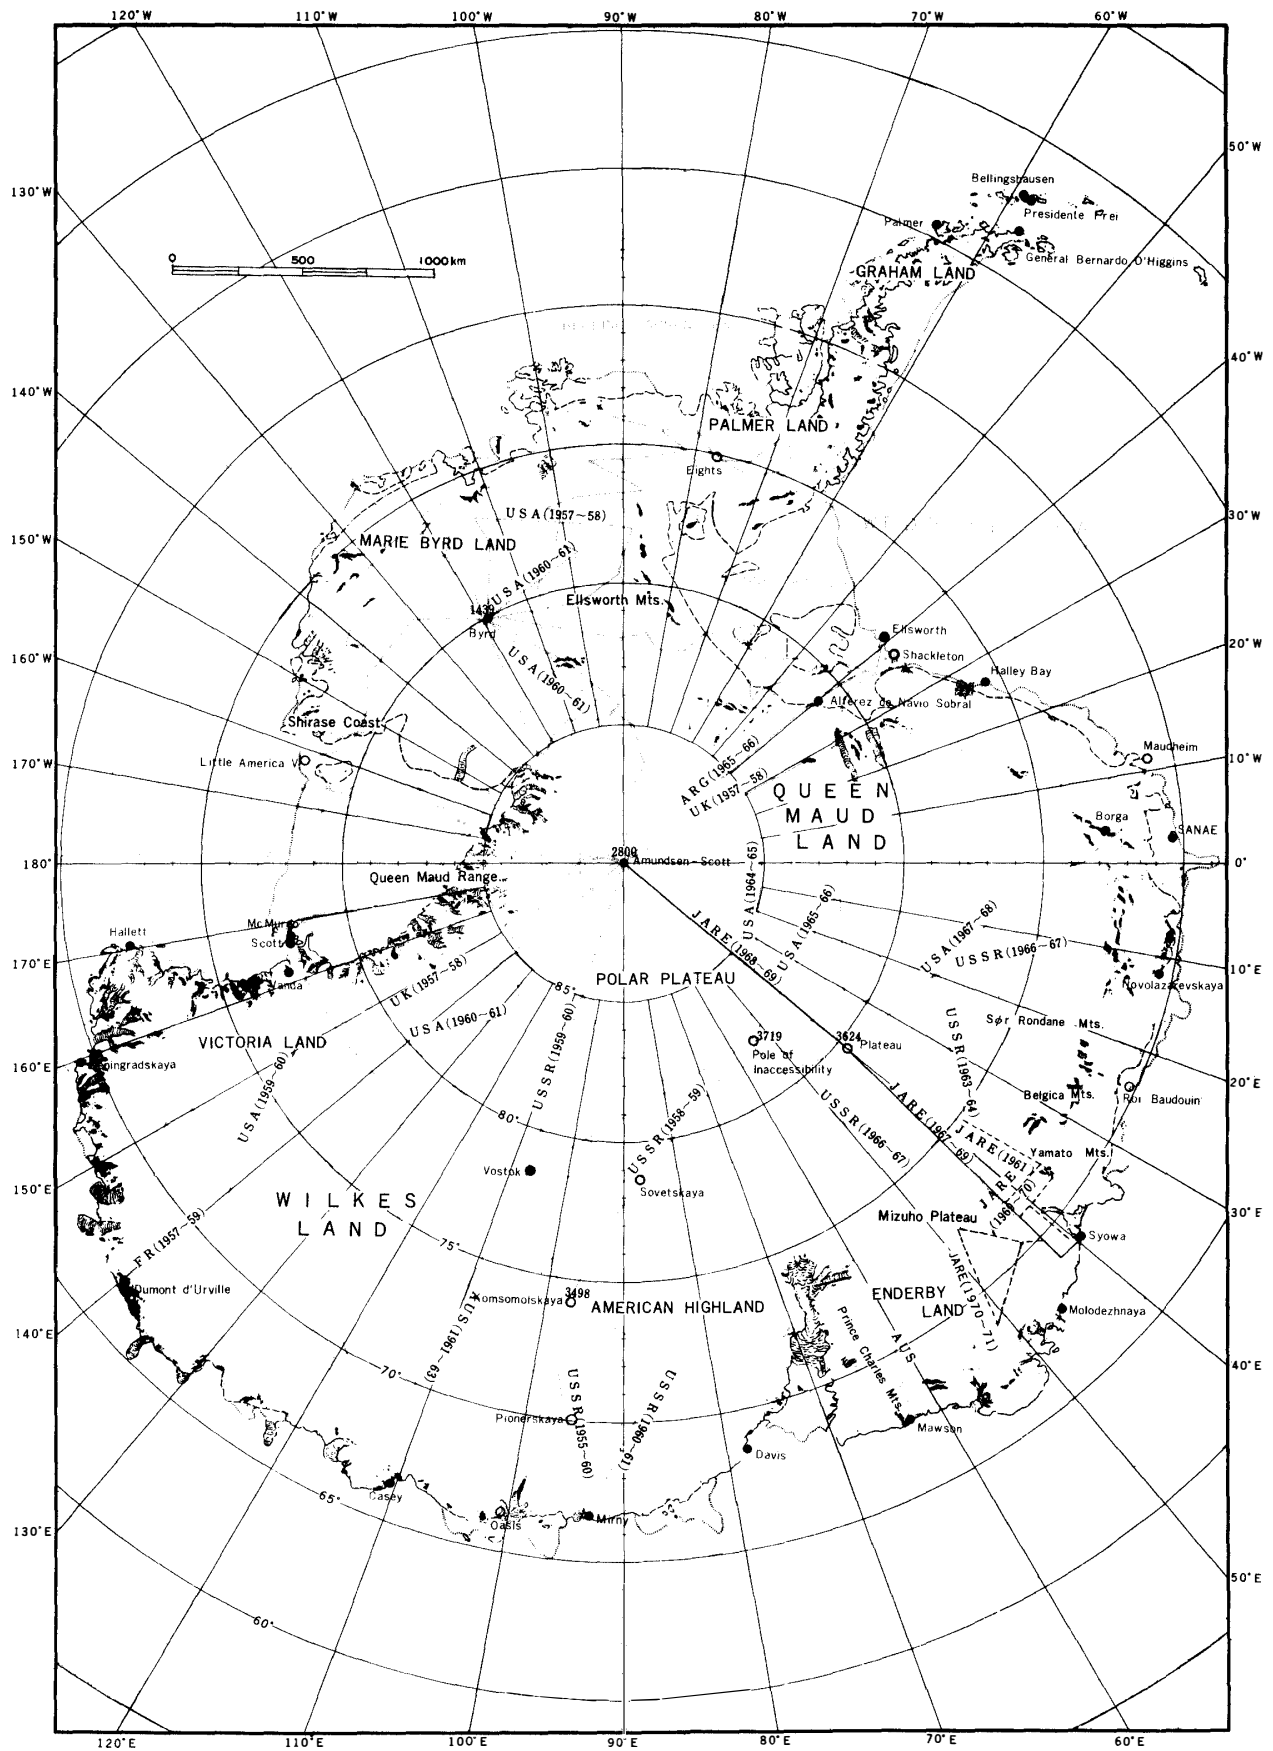 120°W 110°W 100°W 90°W 80°W 70°W 60°W
50°W
130°W
Bellingshausen
Presidente Frei
Palmer
General Bernardo O'Higgins
GRAHAM LAND
0 500 1000km
40°W
140°W
PALMER LAND
Eights
USA(1957~58)
30°W
150°W
MARIE BYRD LAND
USA(1960~61)
Ellsworth Mts.
1439
Byrd
Ellsworth
Shackleton
20°W
160°W
USA(1960~61)
Halley Bay
Alferez de Navio Sobral
Shirase Coast
Maudheim
10°W
170°W
Little America V
ARG(1965~66)
UK(1957~58)
QUEEN
MAUD
LAND
Borga
SANAE
180°
2800
Amundsen-Scott
0°
Queen Maud Range
USA(1964~65)
USA(1965~66)
USA(1967~68)
USSR(1966~67)
JARE(1968~69)
McMurdo
Scott
Hallett
Vanda
170°E
10°E
Novolazarevskaya
POLAR PLATEAU
85°
UK(1957~58)
USA(1960~61)
USSR(1959~60)
Sør Rondane Mts.
VICTORIA LAND
3719
Pole of
Inaccessibility
3624
Plateau
USSR(1963~64)
160°E
Leningradskaya
USA(1959~60)
20°E
Roi Baudouin
Belgica Mts.
80°
USSR(1958~59)
USSR(1966~67)
JARE(1967~69)
JARE(1961)
Yamato Mts.
Vostok
Sovetskaya
JARE
(1969~70)
150°E
WILKES
LAND
Mizuho Plateau
30°E
Syowa
FR(1957~59)
75°
Dumont d'Urville
Komsomolskaya
3498
AMERICAN HIGHLAND
ENDERBY
LAND
JARE(1970~71)
Molodezhnaya
AUS(1961~63)
Prince Charles Mts.
AUS
140°E
40°E
70°
USSR(1955~60)
USSR(1960~61)
Pionerskaya
Mawson
Davis
65°
Casey
Oasis
Mirny
130°E
50°E
60°
120°E 110°E 100°E 90°E 80°E 70°E 60°E